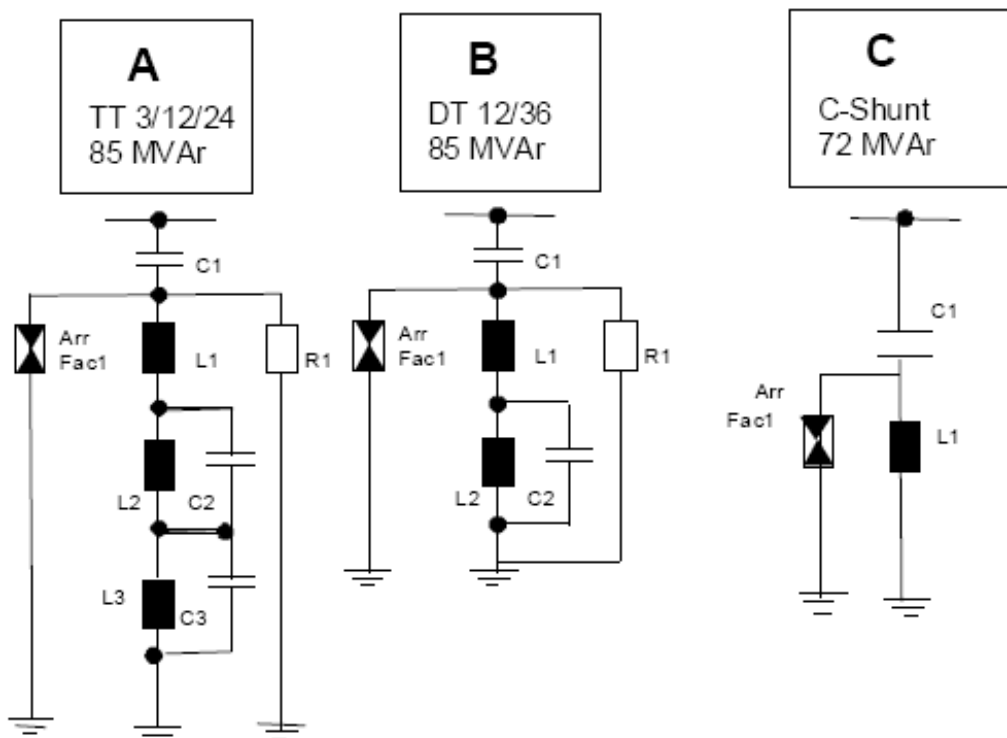 A
TT 3/12/24
85 MVAr
C1
Arr
Fac1
L1
R1
L2
C2
L3
C3
B
DT 12/36
85 MVAr
C1
Arr
Fac1
L1
R1
L2
C2
C
C-Shunt
72 MVAr
C1
Arr
Fac1
L1